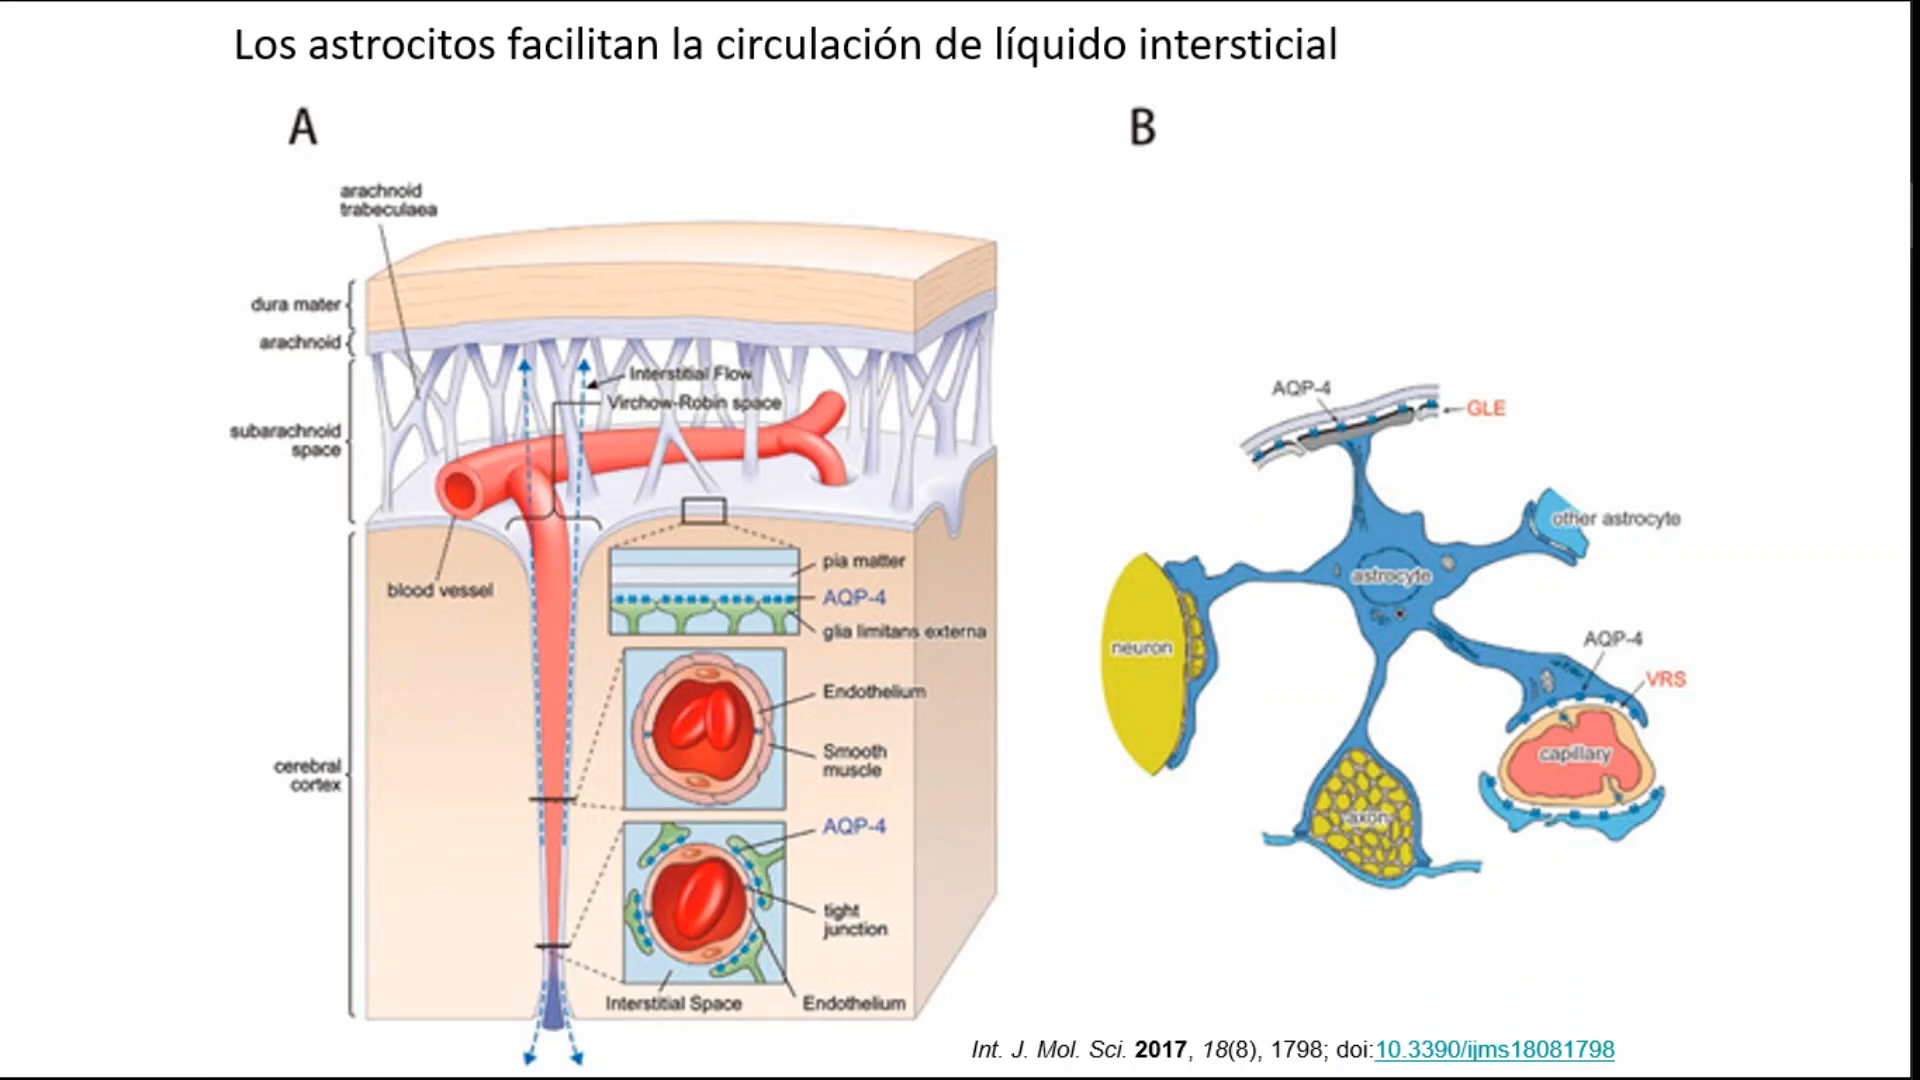 Los astrocitos facilitan la circulación de líquido intersticial
A
arachnoid
trabeculaea
dura mater
arachnoid
Interstitial Flow
Virchow-Robin space
subarachnoid
space
blood vessel
pia matter
AQP-4
glia limitans externa
Endothelium
Smooth
muscle
cerebral
cortex
AQP-4
tight
junction
Interstitial Space
Endothelium
B
AQP-4
GLE
other astrocyte
astrocyte
neuron
AQP-4
VRS
capillary
axon
Int. J. Mol. Sci. 2017, 18(8), 1798; doi:10.3390/ijms18081798